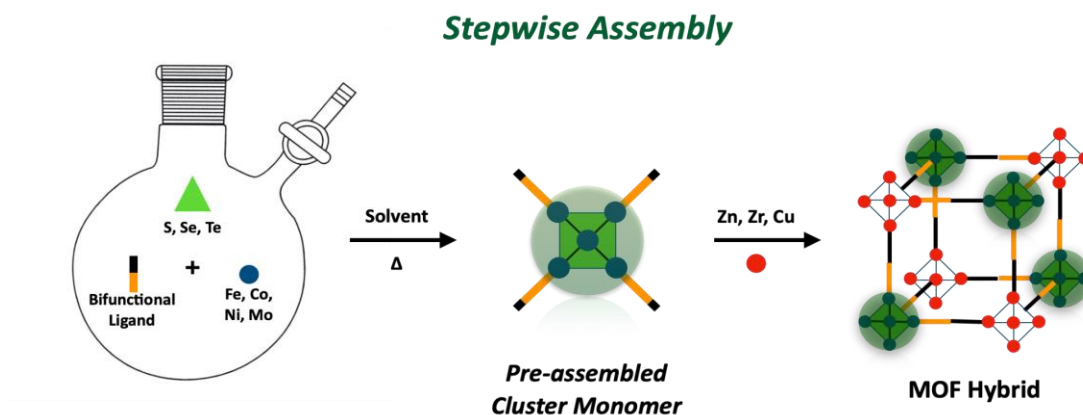 Stepwise Assembly
S, Se, Te
+
Bifunctional
Ligand
Fe, Co,
Ni, Mo
Solvent
Δ
Pre-assembled
Cluster Monomer
Zn, Zr, Cu
MOF Hybrid